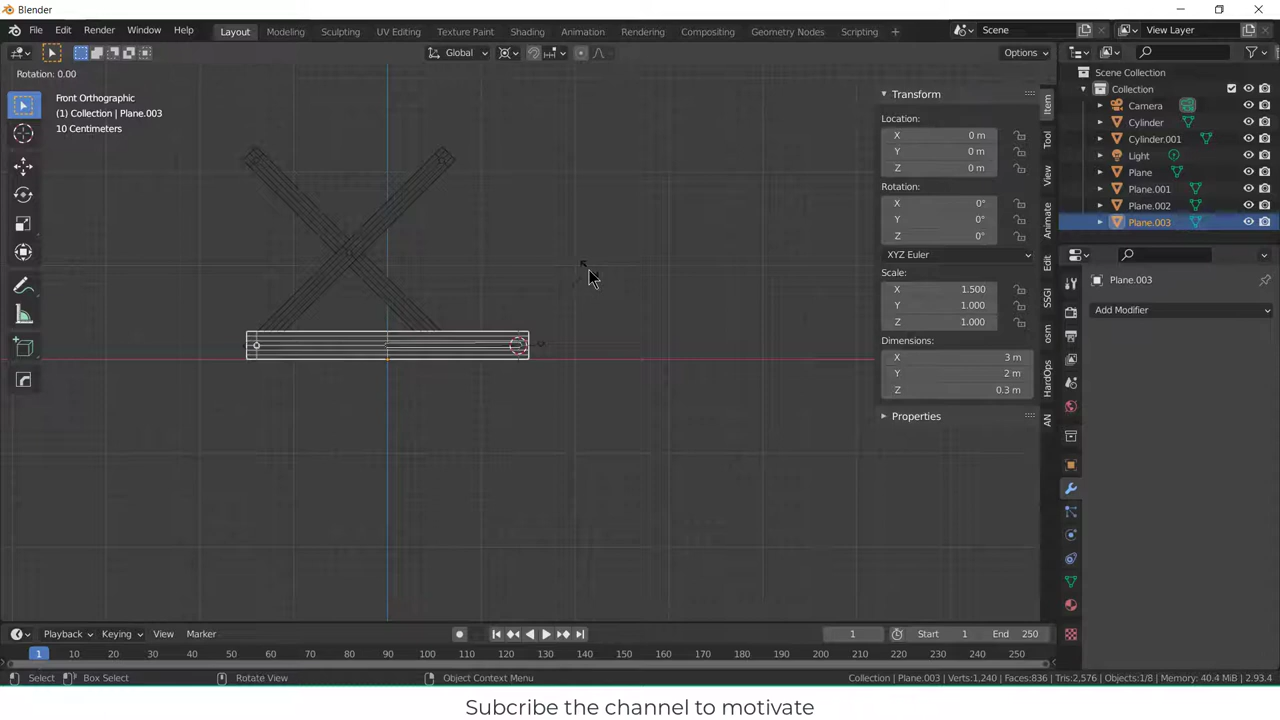 Blender
File Edit Render Window Help Layout Modeling Sculpting UV Editing Texture Paint Shading Animation Rendering Compositing Geometry Nodes Scripting + Scene View Layer
Global Options
Rotation: 0.00
Front Orthographic
(1) Collection | Plane.003
10 Centimeters
Transform
Location:
X 0 m
Y 0 m
Z 0 m
Rotation:
X 0°
Y 0°
Z 0°
XYZ Euler
Scale:
X 1.500
Y 1.000
Z 1.000
Dimensions:
X 3 m
Y 2 m
Z 0.3 m
Properties
Item
Tool
View
Animate
Edit
SSGI
osm
HardOps
AN
Scene Collection
Collection
Camera
Cylinder
Cylinder.001
Light
Plane
Plane.001
Plane.002
Plane.003
Plane.003
Add Modifier
Playback Keying View Marker 1 Start 1 End 250
1 10 20 30 40 50 60 70 80 90 100 110 120 130 140 150 160 170 180 190 200 210 220 230 240 250
Select Box Select Rotate View Object Context Menu Collection | Plane.003 | Verts:1,240 | Faces:836 | Tris:2,576 | Objects:1/8 | Memory: 40.4 MiB | 2.93.4
Subcribe the channel to motivate